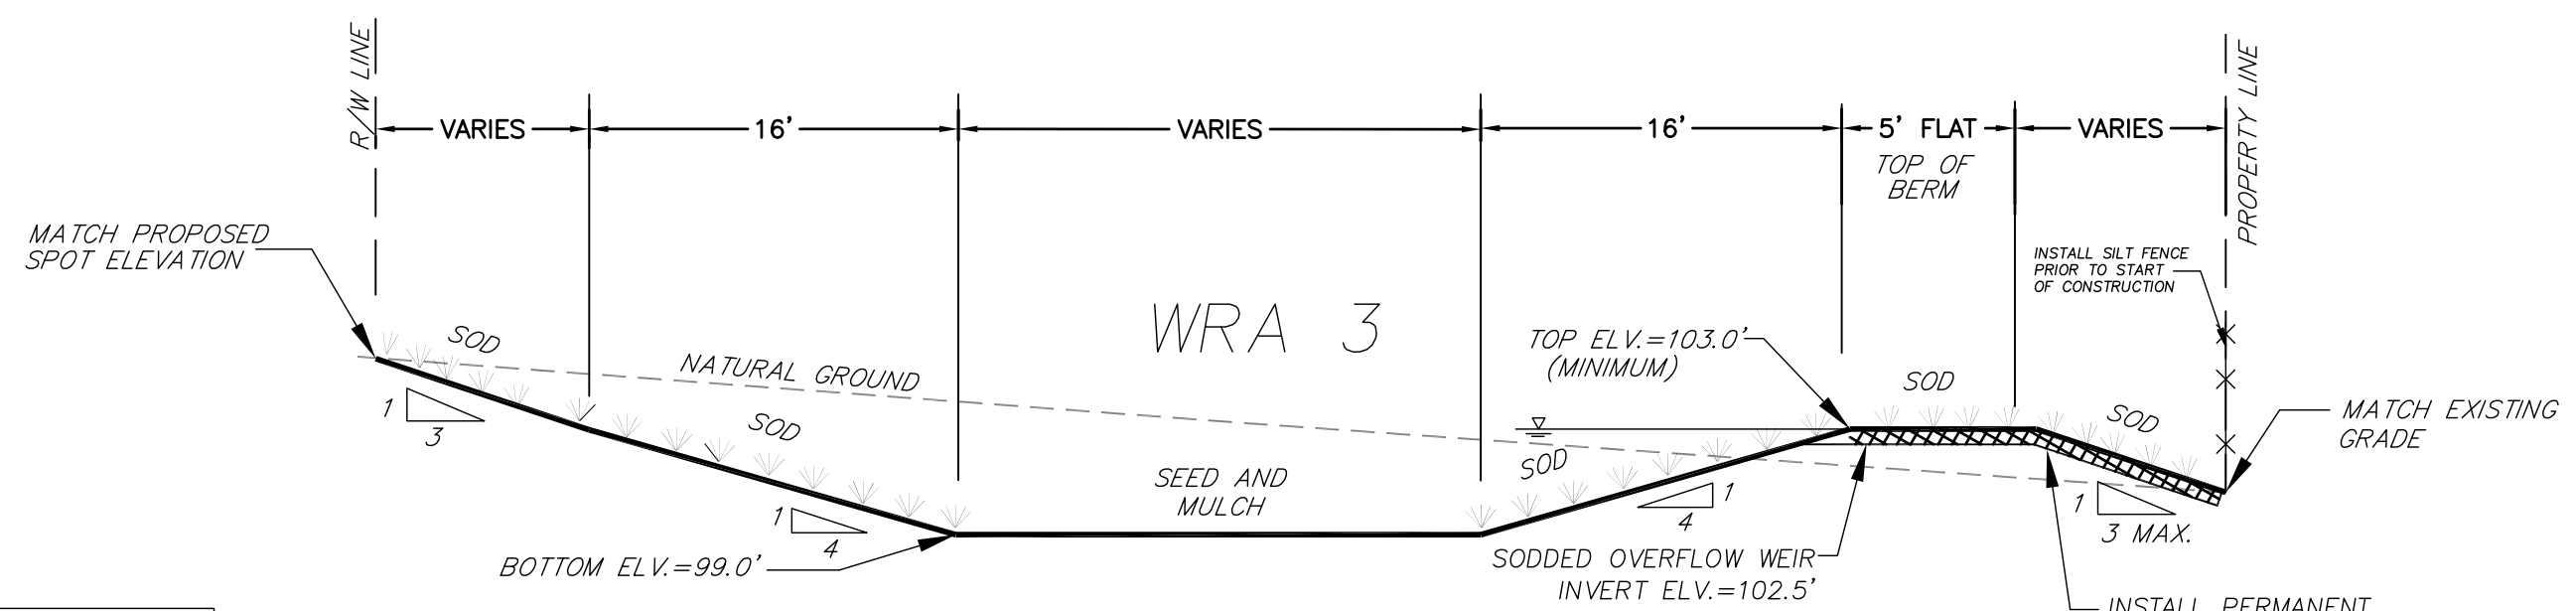 R/W LINE
VARIES
16'
VARIES
16'
5' FLAT
VARIES
TOP OF
BERM
PROPERTY LINE
MATCH PROPOSED
SPOT ELEVATION
INSTALL SILT FENCE
PRIOR TO START
OF CONSTRUCTION
WRA 3
SOD
NATURAL GROUND
TOP ELV.=103.0'
(MINIMUM)
SOD
1
3
SOD
SOD
MATCH EXISTING
GRADE
SOD
SEED AND
MULCH
1
4
1
4
1
3 MAX.
BOTTOM ELV.=99.0'
SODDED OVERFLOW WEIR
INVERT ELV.=102.5'
INSTALL PERMANENT